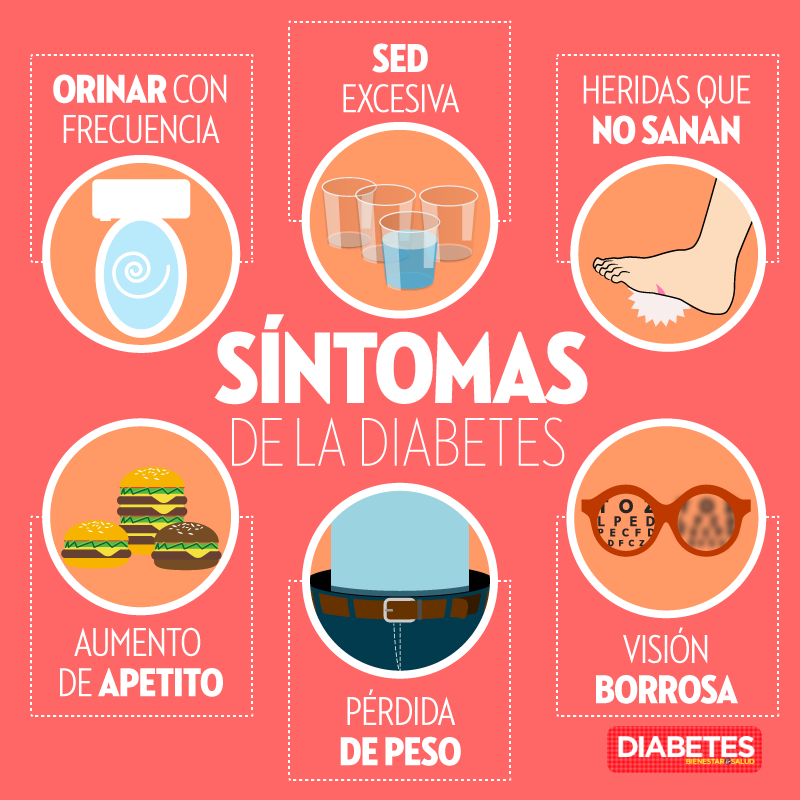 ORINAR CON
FRECUENCIA
SED
EXCESIVA
HERIDAS QUE
NO SANAN
SÍNTOMAS
DE LA DIABETES
AUMENTO
DE APETITO
PÉRDIDA
DE PESO
T O Z
L P E D
P E C F D
D F C Z
VISIÓN
BORROSA
DIABETES
BIENESTAR & SALUD